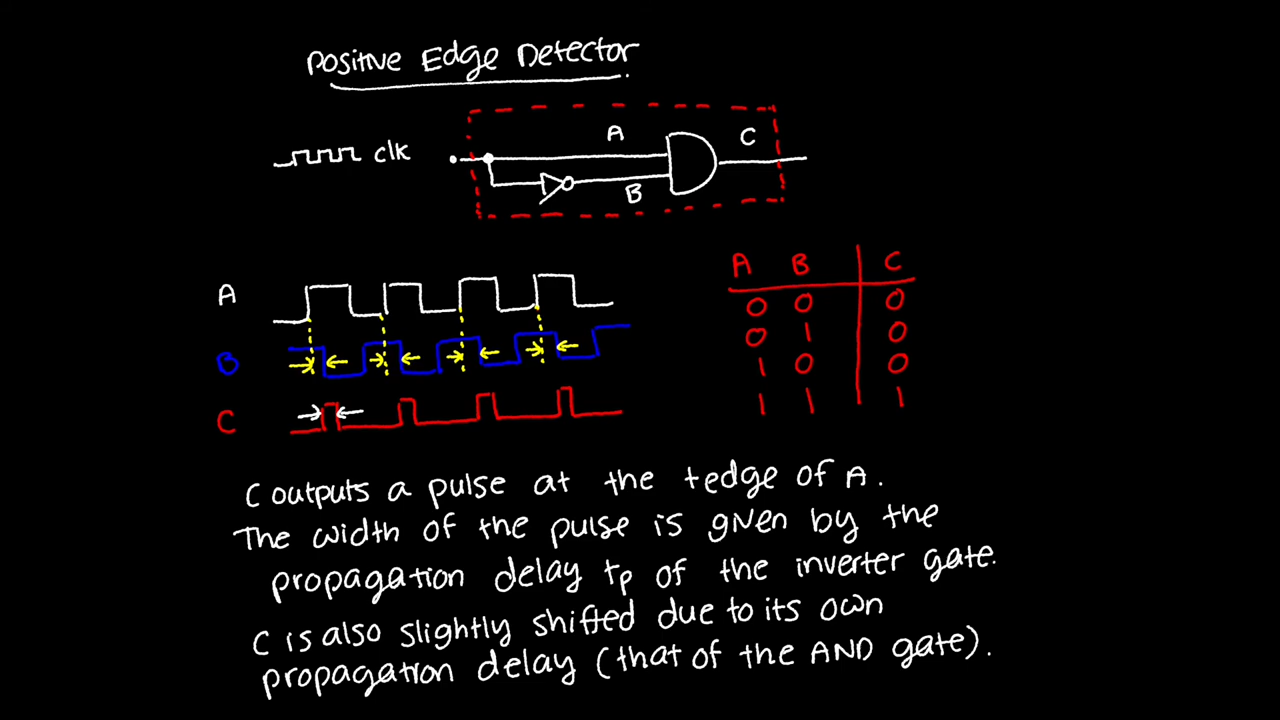 Positive Edge Detector
clk
A
C
B
A
B
C
A B C
0 0 0
0 1 0
1 0 0
1 1 1
C outputs a pulse at the +edge of A.
The width of the pulse is given by the
propagation delay tp of the inverter gate.
C is also slightly shifted due to its own
propagation delay (that of the AND gate).